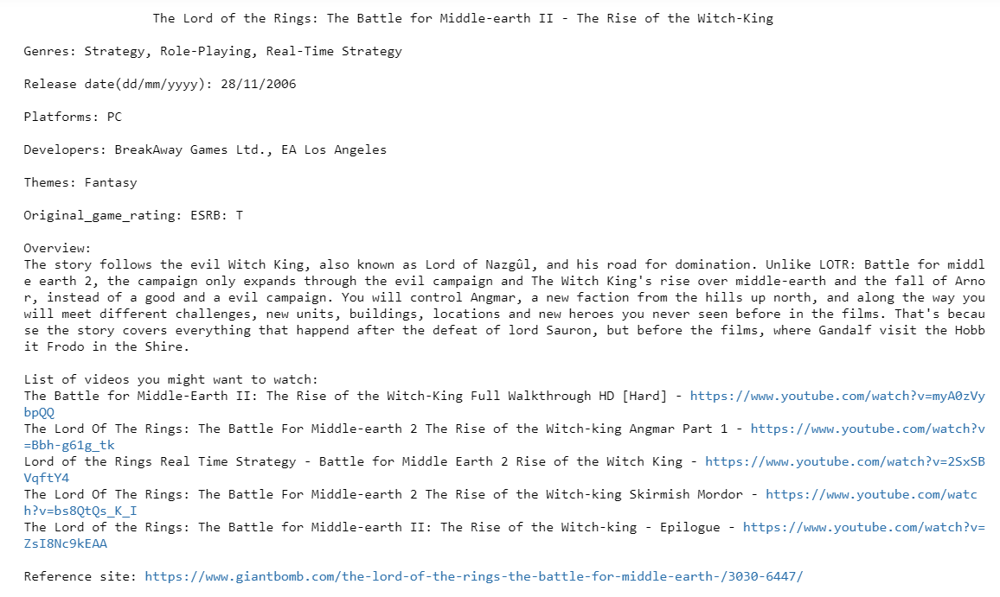 The Lord of the Rings: The Battle for Middle-earth II - The Rise of the Witch-King
Genres: Strategy, Role-Playing, Real-Time Strategy
Release date(dd/mm/yyyy): 28/11/2006
Platforms: PC
Developers: BreakAway Games Ltd., EA Los Angeles
Themes: Fantasy
Original_game_rating: ESRB: T
Overview:
The story follows the evil Witch King, also known as Lord of Nazgûl, and his road for domination. Unlike LOTR: Battle for middl
e earth 2, the campaign only expands through the evil campaign and The Witch King's rise over middle-earth and the fall of Arno
r, instead of a good and a evil campaign. You will control Angmar, a new faction from the hills up north, and along the way you
will meet different challenges, new units, buildings, locations and new heroes you never seen before in the films. That's becau
se the story covers everything that happend after the defeat of lord Sauron, but before the films, where Gandalf visit the Hobb
it Frodo in the Shire.
List of videos you might want to watch:
The Battle for Middle-Earth II: The Rise of the Witch-King Full Walkthrough HD [Hard] - https://www.youtube.com/watch?v=myA0zVy
bpQQ
The Lord Of The Rings: The Battle For Middle-earth 2 The Rise of the Witch-king Angmar Part 1 - https://www.youtube.com/watch?v
=Bbh-g61g_tk
Lord of the Rings Real Time Strategy - Battle for Middle Earth 2 Rise of the Witch King - https://www.youtube.com/watch?v=2SxSB
VqftY4
The Lord Of The Rings: The Battle For Middle-earth 2 The Rise of the Witch-king Skirmish Mordor - https://www.youtube.com/watc
h?v=bs8QtQs_K_I
The Lord of the Rings: The Battle for Middle-earth II: The Rise of the Witch-king - Epilogue - https://www.youtube.com/watch?v=
ZsI8Nc9kEAA
Reference site: https://www.giantbomb.com/the-lord-of-the-rings-the-battle-for-middle-earth-/3030-6447/